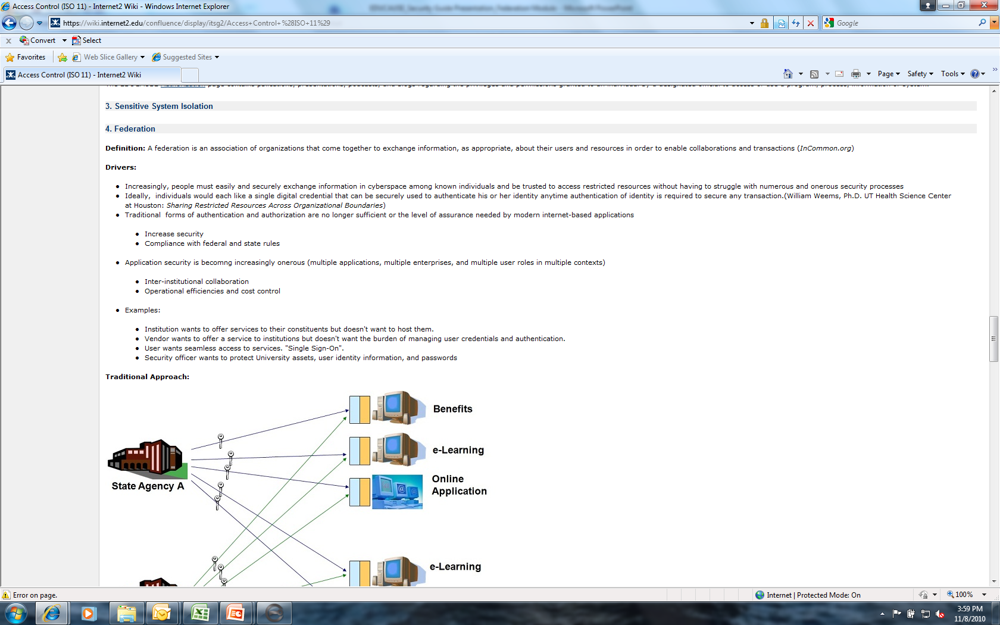 Access Control (ISO 11) - Internet2 Wiki - Windows Internet Explorer
https://wiki.internet2.edu/confluence/display/itsg2/Access+Control+%28ISO+11%29
Google
x Convert Select
Favorites Web Slice Gallery Suggested Sites
Access Control (ISO 11) - Internet2 Wiki
Page Safety Tools
3. Sensitive System Isolation
4. Federation
Definition: A federation is an association of organizations that come together to exchange information, as appropriate, about their users and resources in order to enable collaborations and transactions (InCommon.org)
Drivers:
Increasingly, people must easily and securely exchange information in cyberspace among known individuals and be trusted to access restricted resources without having to struggle with numerous and onerous security processes
Ideally,  individuals would each like a single digital credential that can be securely used to authenticate his or her identity anytime authentication of identity is required to secure any transaction.(William Weems, Ph.D. UT Health Science Center
at Houston: Sharing Restricted Resources Across Organizational Boundaries)
Traditional  forms of authentication and authorization are no longer sufficient or the level of assurance needed by modern internet-based applications
Increase security
Compliance with federal and state rules
Application security is becomng increasingly onerous (multiple applications, multiple enterprises, and multiple user roles in multiple contexts)
Inter-institutional collaboration
Operational efficiencies and cost control
Examples:
Institution wants to offer services to their constituents but doesn't want to host them.
Vendor wants to offer a service to institutions but doesn't want the burden of managing user credentials and authentication.
User wants seamless access to services. "Single Sign-On".
Security officer wants to protect University assets, user identity information, and passwords
Traditional Approach:
Benefits
e-Learning
Online
Application
State Agency A
e-Learning
Error on page.
Internet | Protected Mode: On
100%
3:59 PM
11/8/2010